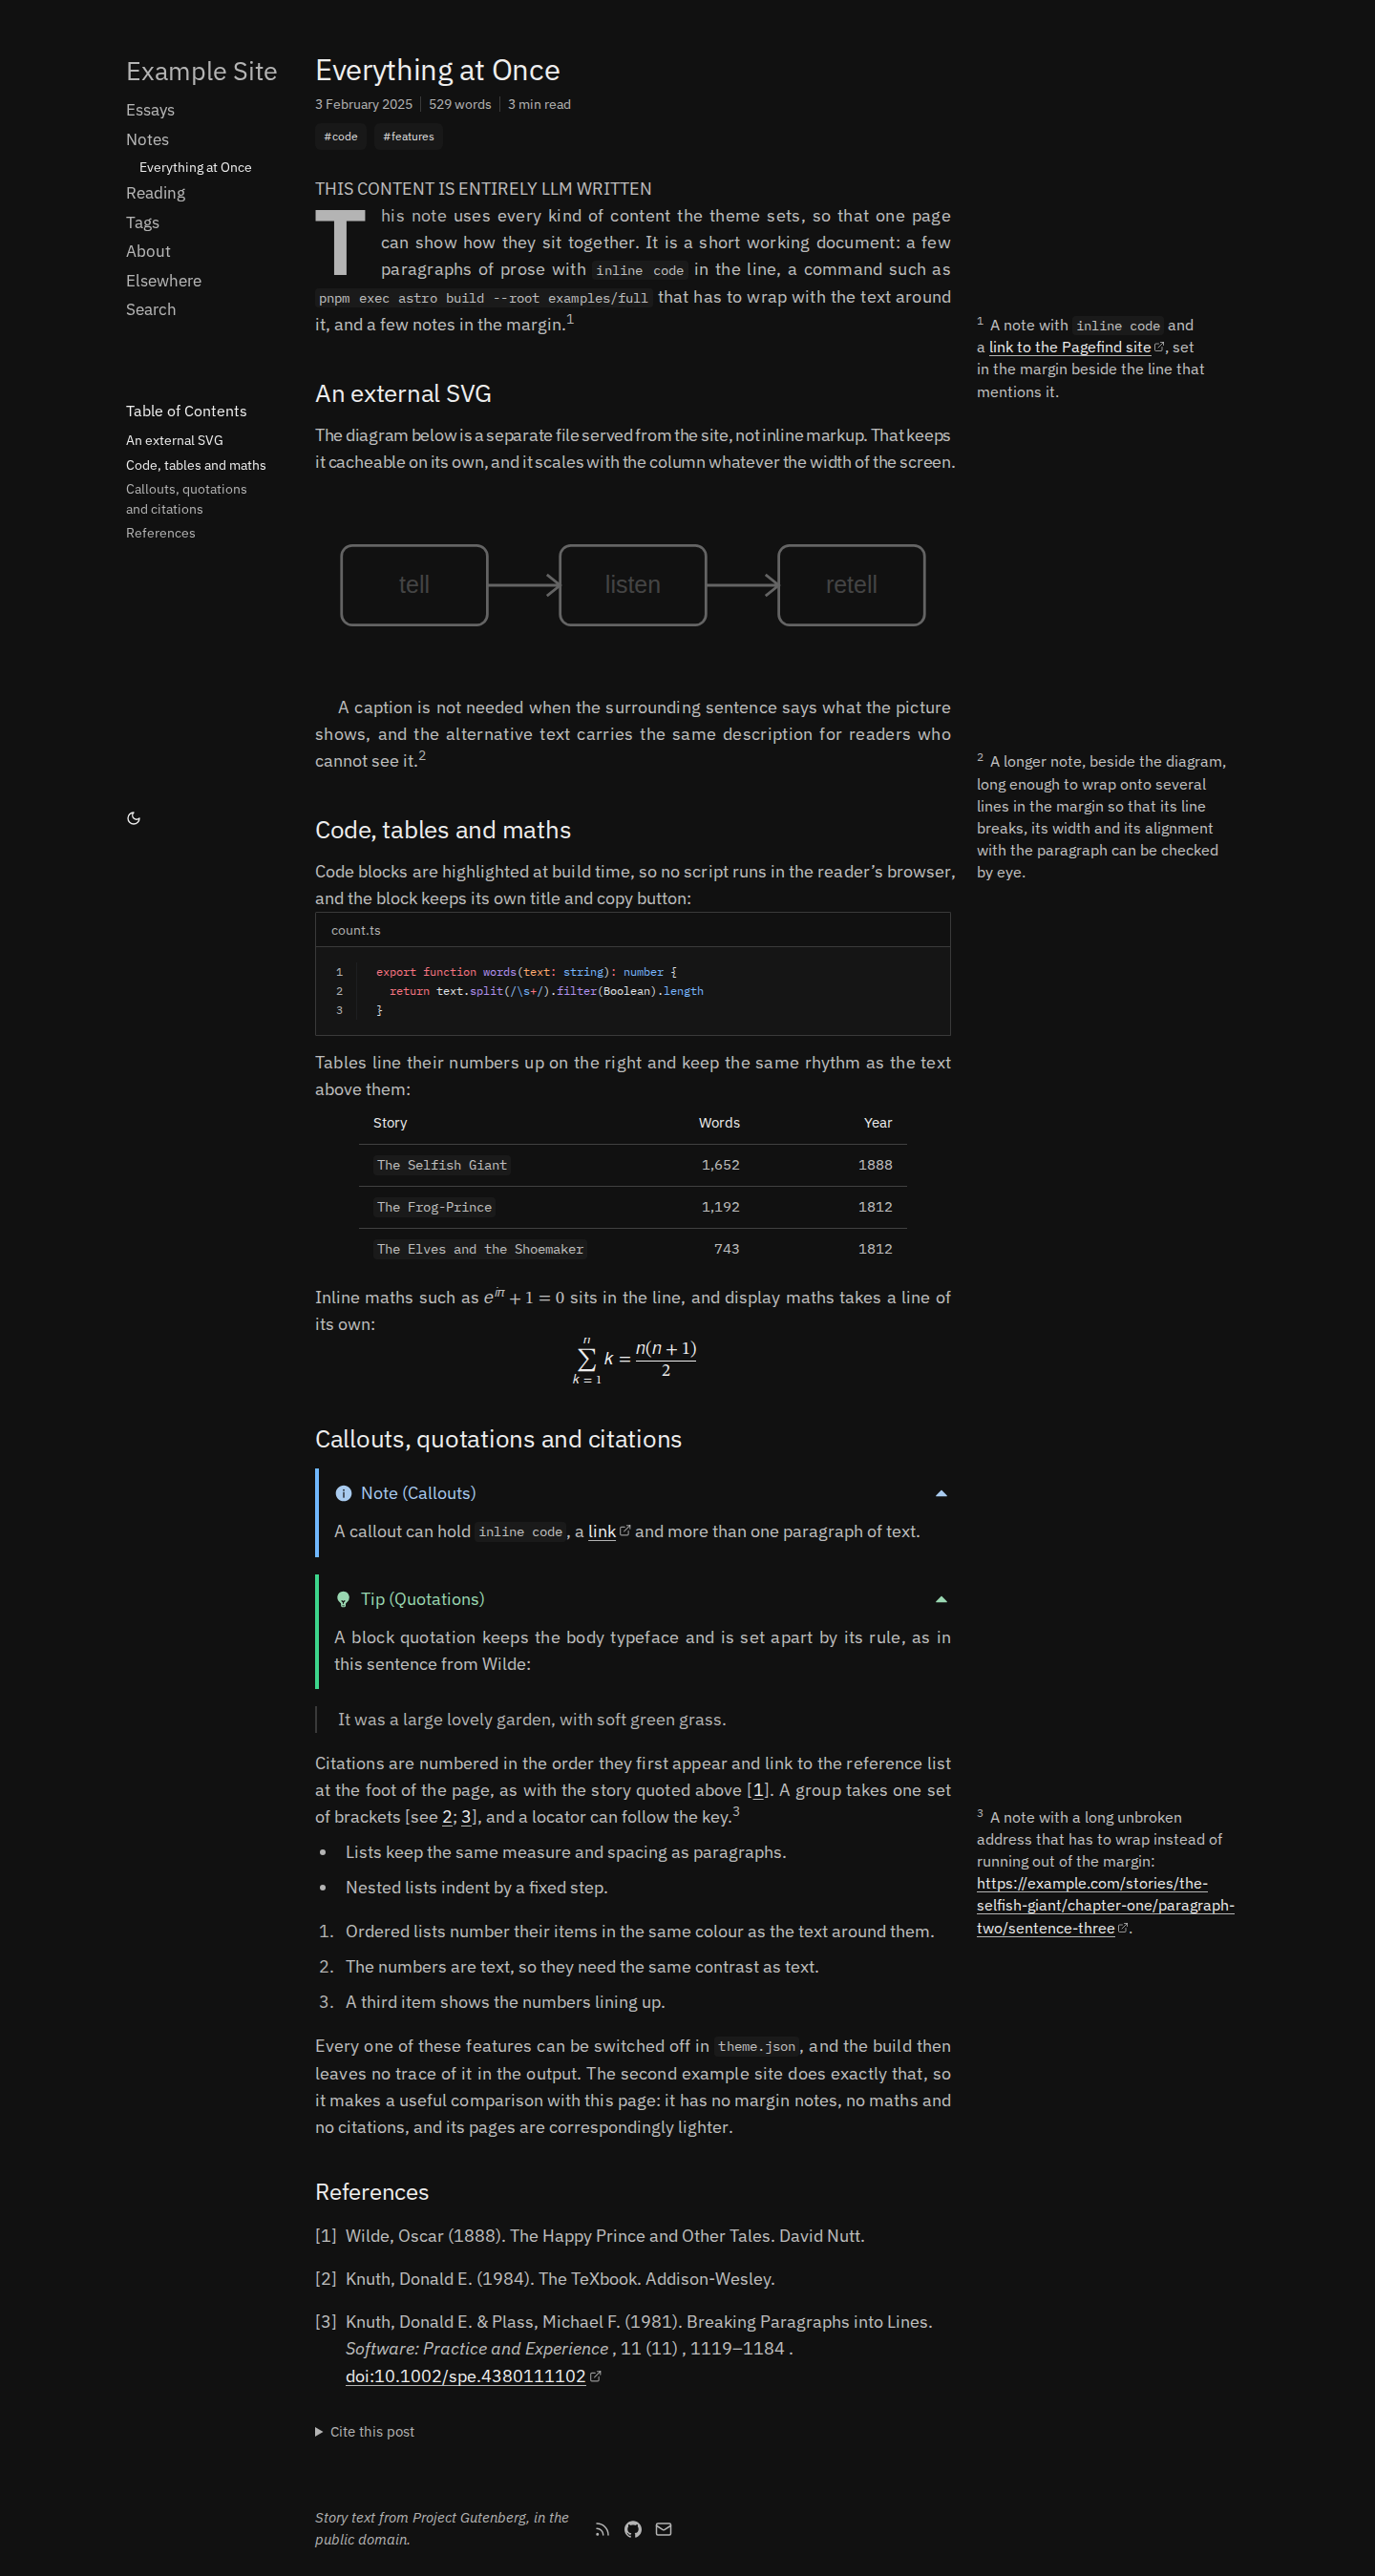 Example Site
Essays
Notes
Everything at Once
Reading
Tags
About
Elsewhere
Search
Table of Contents
An external SVG
Code, tables and maths
Callouts, quotations
and citations
References
Everything at Once
3 February 2025 529 words 3 min read
#code #features
THIS CONTENT IS ENTIRELY LLM WRITTEN
This note uses every kind of content the theme sets, so that one page
can show how they sit together. It is a short working document: a few
paragraphs of prose with inline code in the line, a command such as
pnpm exec astro build --root examples/full that has to wrap with the text around
it, and a few notes in the margin.1
1 A note with inline code and
a link to the Pagefind site, set
in the margin beside the line that
mentions it.
An external SVG
The diagram below is a separate file served from the site, not inline markup. That keeps
it cacheable on its own, and it scales with the column whatever the width of the screen.
tell listen retell
A caption is not needed when the surrounding sentence says what the picture
shows, and the alternative text carries the same description for readers who
cannot see it.2
2 A longer note, beside the diagram,
long enough to wrap onto several
lines in the margin so that its line
breaks, its width and its alignment
with the paragraph can be checked
by eye.
Code, tables and maths
Code blocks are highlighted at build time, so no script runs in the reader’s browser,
and the block keeps its own title and copy button:
count.ts
1 export function words(text: string): number {
2 return text.split(/\s+/).filter(Boolean).length
3 }
Tables line their numbers up on the right and keep the same rhythm as the text
above them:
Story Words Year
The Selfish Giant 1,652 1888
The Frog-Prince 1,192 1812
The Elves and the Shoemaker 743 1812
Inline maths such as e^{iπ} + 1 = 0 sits in the line, and display maths takes a line of
its own:
∑_{k = 1}^{n} k = n(n + 1) / 2
Callouts, quotations and citations
Note (Callouts)
A callout can hold inline code, a link and more than one paragraph of text.
Tip (Quotations)
A block quotation keeps the body typeface and is set apart by its rule, as in
this sentence from Wilde:
It was a large lovely garden, with soft green grass.
Citations are numbered in the order they first appear and link to the reference list
at the foot of the page, as with the story quoted above [1]. A group takes one set
of brackets [see 2; 3], and a locator can follow the key.3
3 A note with a long unbroken
address that has to wrap instead of
running out of the margin:
https://example.com/stories/the-
selfish-giant/chapter-one/paragraph-
two/sentence-three.
• Lists keep the same measure and spacing as paragraphs.
• Nested lists indent by a fixed step.
1. Ordered lists number their items in the same colour as the text around them.
2. The numbers are text, so they need the same contrast as text.
3. A third item shows the numbers lining up.
Every one of these features can be switched off in theme.json, and the build then
leaves no trace of it in the output. The second example site does exactly that, so
it makes a useful comparison with this page: it has no margin notes, no maths and
no citations, and its pages are correspondingly lighter.
References
[1] Wilde, Oscar (1888). The Happy Prince and Other Tales. David Nutt.
[2] Knuth, Donald E. (1984). The TeXbook. Addison-Wesley.
[3] Knuth, Donald E. & Plass, Michael F. (1981). Breaking Paragraphs into Lines.
Software: Practice and Experience , 11 (11) , 1119–1184 .
doi:10.1002/spe.4380111102
Cite this post
Story text from Project Gutenberg, in the
public domain.